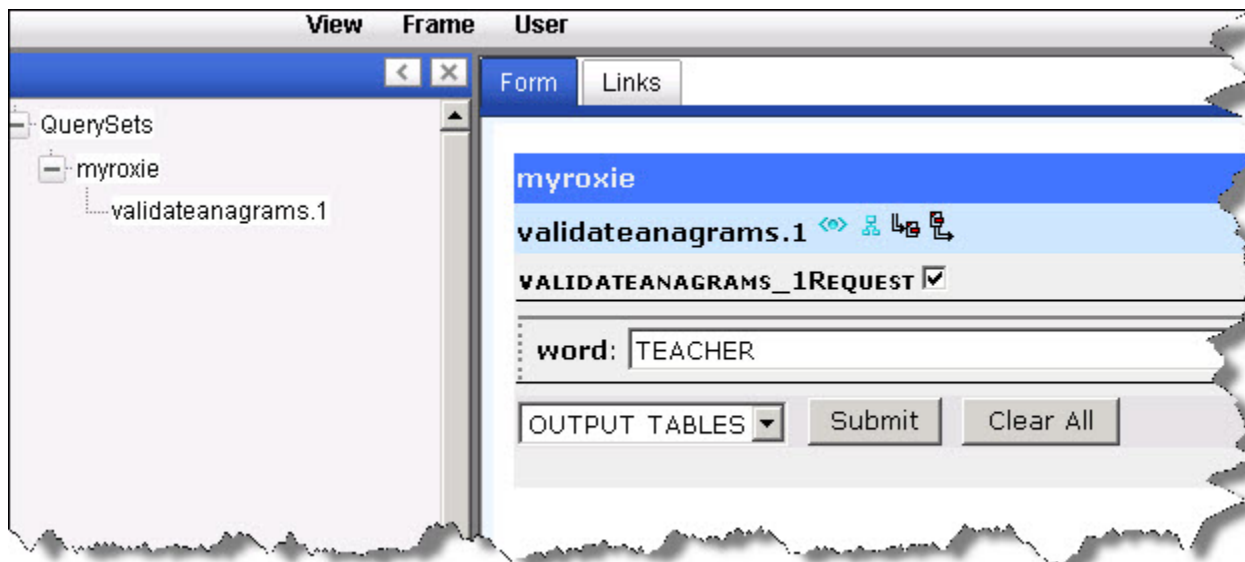 View Frame User
Form Links
QuerySets
myroxie
validateanagrams.1
myroxie
validateanagrams.1
VALIDATEANAGRAMS_1REQUEST
word: TEACHER
OUTPUT TABLES Submit Clear All